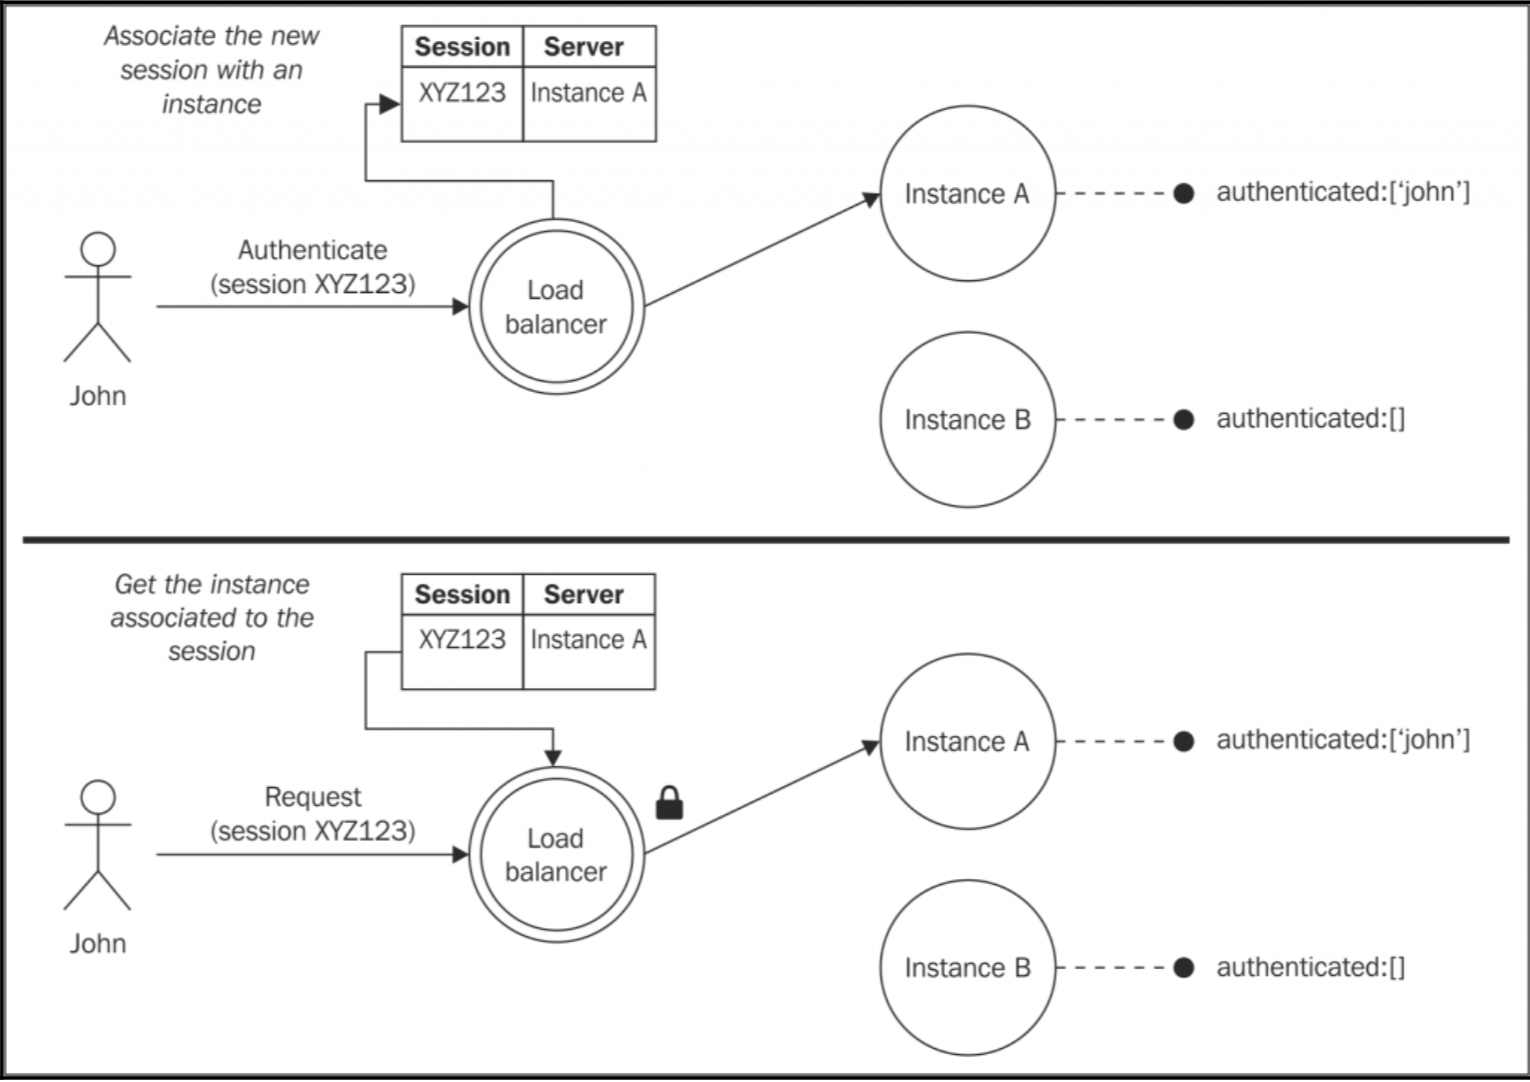 Associate the new
session with an
instance
Session Server
XYZ123 Instance A
Authenticate
(session XYZ123)
John
Load
balancer
Instance A
authenticated:[‘john’]
Instance B
authenticated:[]
Get the instance
associated to the
session
Session Server
XYZ123 Instance A
Request
(session XYZ123)
John
Load
balancer
Instance A
authenticated:[‘john’]
Instance B
authenticated:[]